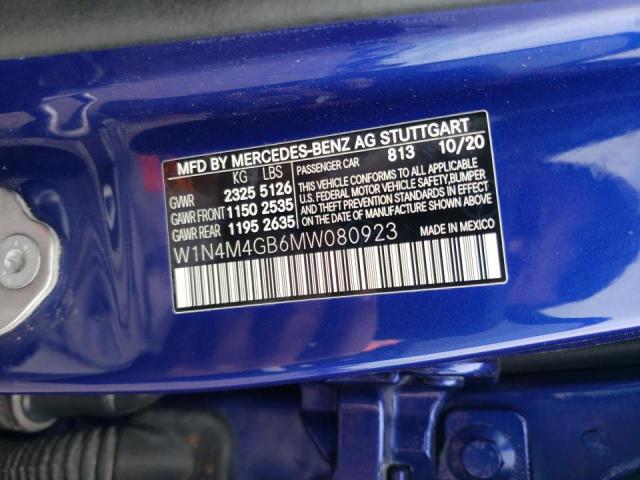 MFD BY MERCEDES-BENZ AG STUTTGART
KG LBS PASSENGER CAR 813 10/20
GVWR 2325 5126
GAWR FRONT 1150 2535
GAWR REAR 1195 2635
THIS VEHICLE CONFORMS TO ALL APPLICABLE
U.S. FEDERAL MOTOR VEHICLE SAFETY, BUMPER,
AND THEFT PREVENTION STANDARDS
IN EFFECT ON THE DATE OF
MANUFACTURE SHOWN ABOVE.
W1N4M4GB6MW080923 MADE IN MEXICO